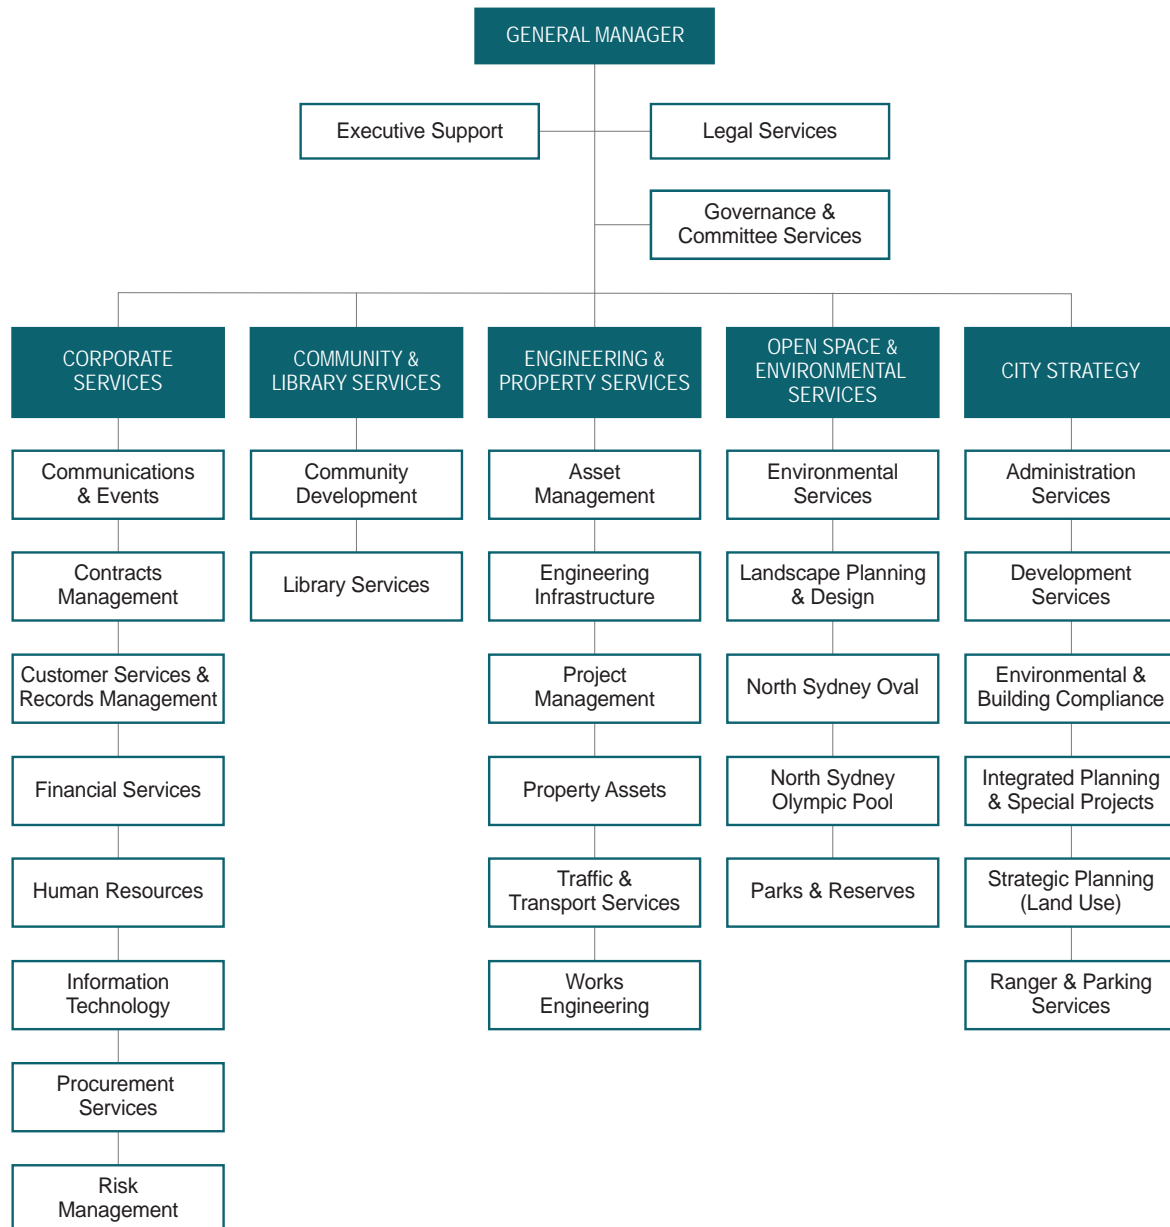 GENERAL MANAGER
Executive Support
Legal Services
Governance &
Committee Services
CORPORATE
SERVICES
Communications
& Events
Contracts
Management
Customer Services &
Records Management
Financial Services
Human Resources
Information
Technology
Procurement
Services
Risk
Management
COMMUNITY &
LIBRARY SERVICES
Community
Development
Library Services
ENGINEERING &
PROPERTY SERVICES
Asset
Management
Engineering
Infrastructure
Project
Management
Property Assets
Traffic &
Transport Services
Works
Engineering
OPEN SPACE &
ENVIRONMENTAL
SERVICES
Environmental
Services
Landscape Planning
& Design
North Sydney Oval
North Sydney
Olympic Pool
Parks & Reserves
CITY STRATEGY
Administration
Services
Development
Services
Environmental &
Building Compliance
Integrated Planning
& Special Projects
Strategic Planning
(Land Use)
Ranger & Parking
Services